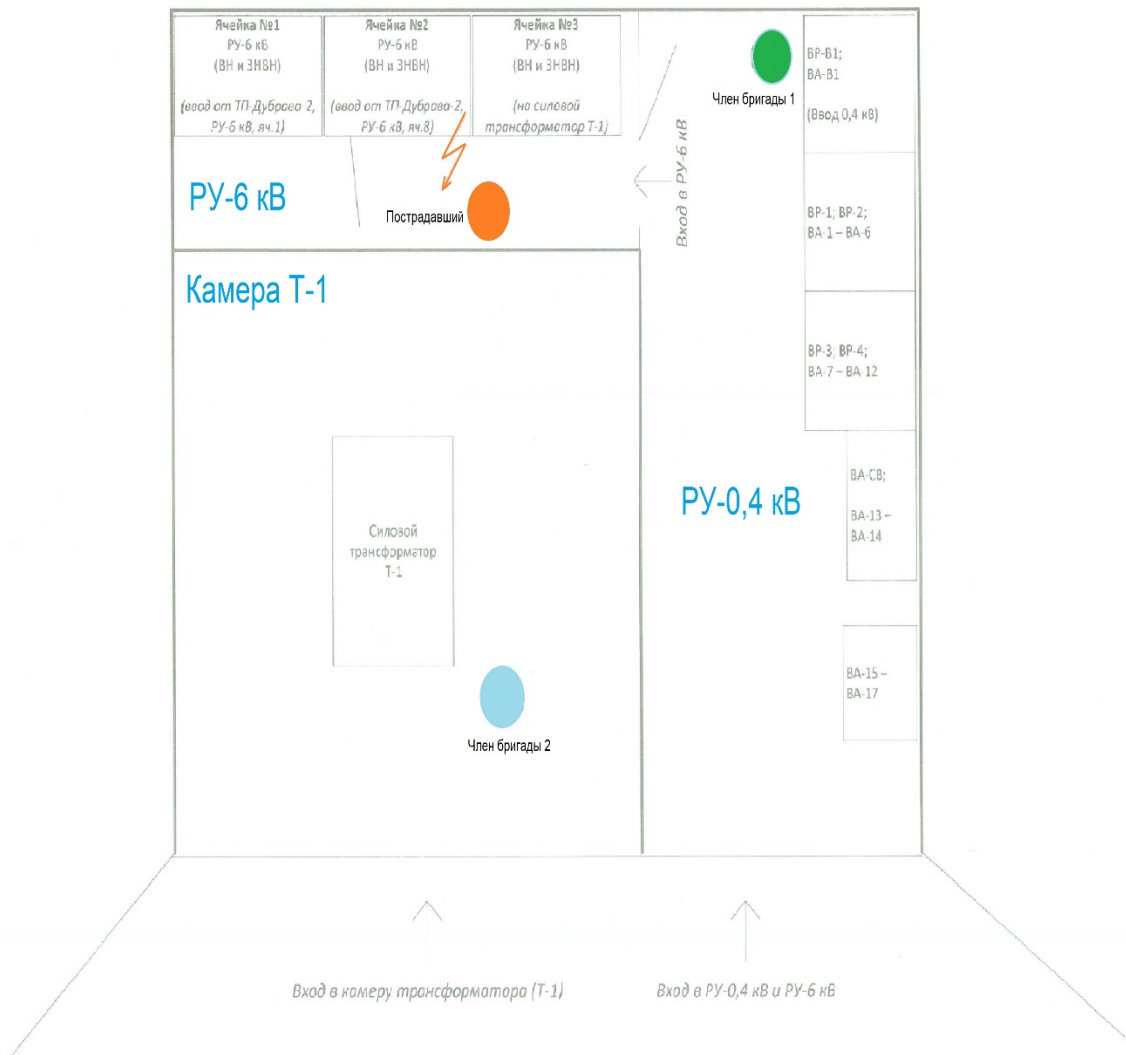 Ячейка №1
РУ-6 кВ
(ВН и ЗНВН)
(ввод от ТП-Дуброва-2,
РУ-6 кВ, яч.1)
Ячейка №2
РУ-6 кВ
(ВН и ЗНВН)
(ввод от ТП-Дуброва-2,
РУ-6 кВ, яч.8)
Ячейка №3
РУ-6 кВ
(ВН и ЗНВН)
(на силовой
трансформатор Т-1)
Член бригады 1
ВР-В1;
ВА-В1
(Ввод 0,4 кВ)
РУ-6 кВ
Пострадавший
Вход в РУ-6 кВ
ВР-1; ВР-2;
ВА-1 – ВА-6
Камера Т-1
ВР-3; ВР-4;
ВА-7 – ВА-12
РУ-0,4 кВ
ВА-СВ;
ВА-13 –
ВА-14
Силовой
трансформатор
Т-1
ВА-15 –
ВА-17
Член бригады 2
Вход в камеру трансформатора (Т-1)
Вход в РУ-0,4 кВ и РУ-6 кВ